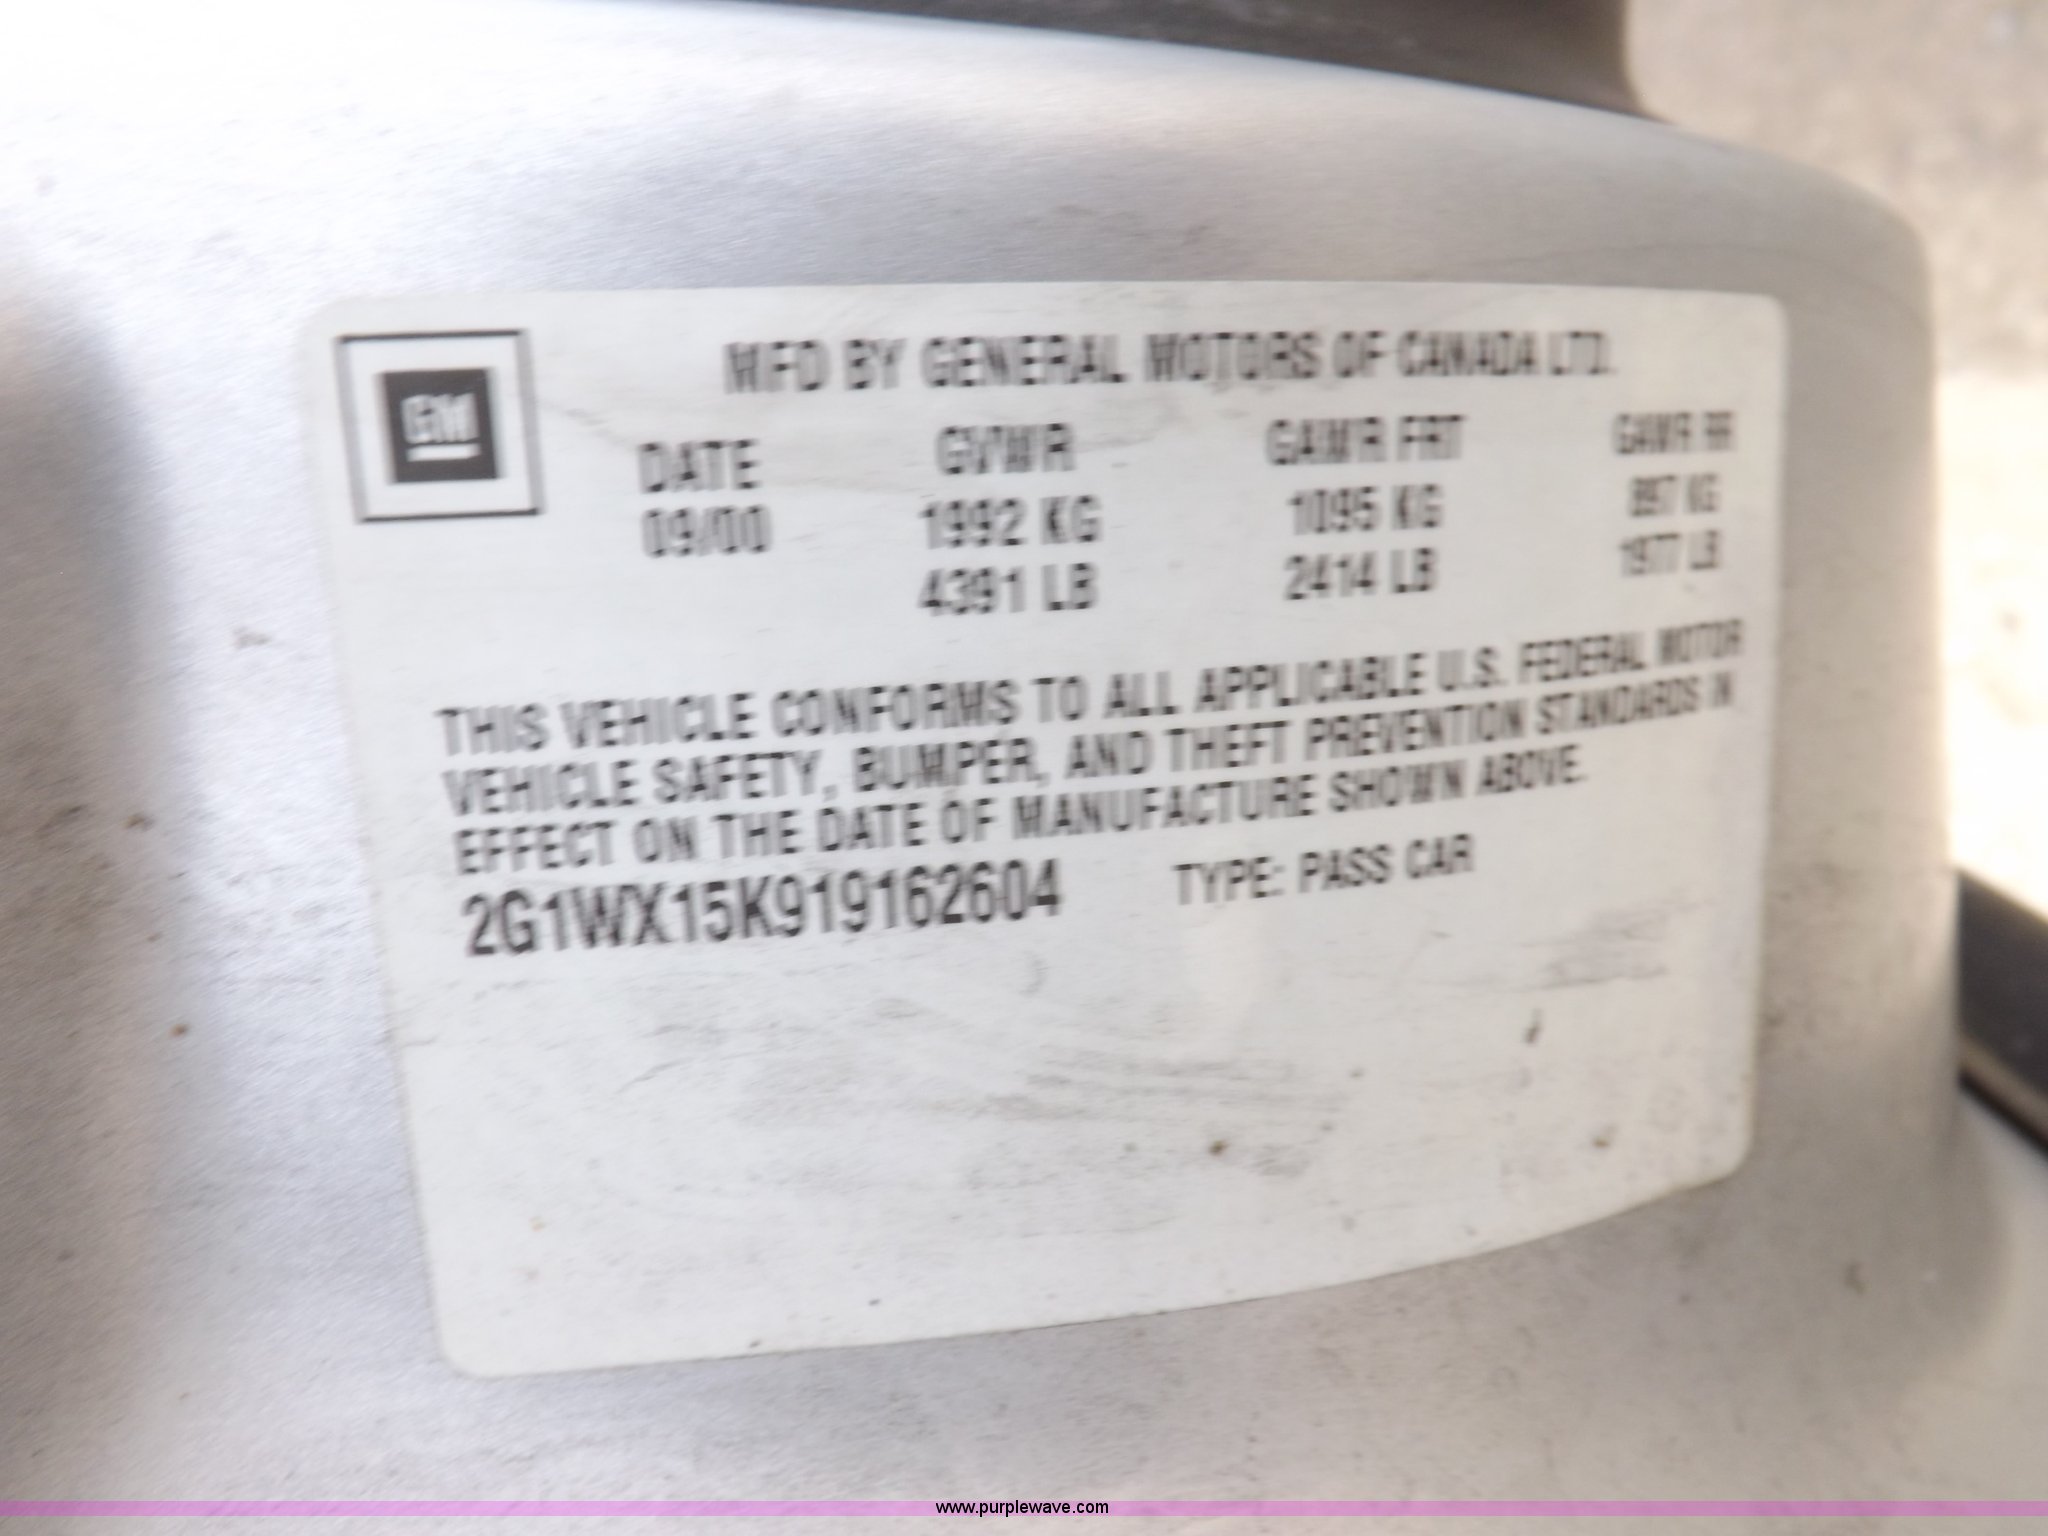 GM
MFD BY GENERAL MOTORS OF CANADA LTD.
DATE GVWR GAWR FRT GAWR RR
09/00 1992 KG 1095 KG 897 KG
4391 LB 2414 LB 1977 LB
THIS VEHICLE CONFORMS TO ALL APPLICABLE U.S. FEDERAL MOTOR
VEHICLE SAFETY, BUMPER, AND THEFT PREVENTION STANDARDS IN
EFFECT ON THE DATE OF MANUFACTURE SHOWN ABOVE.
2G1WX15K919162604 TYPE: PASS CAR
www.purplewave.com